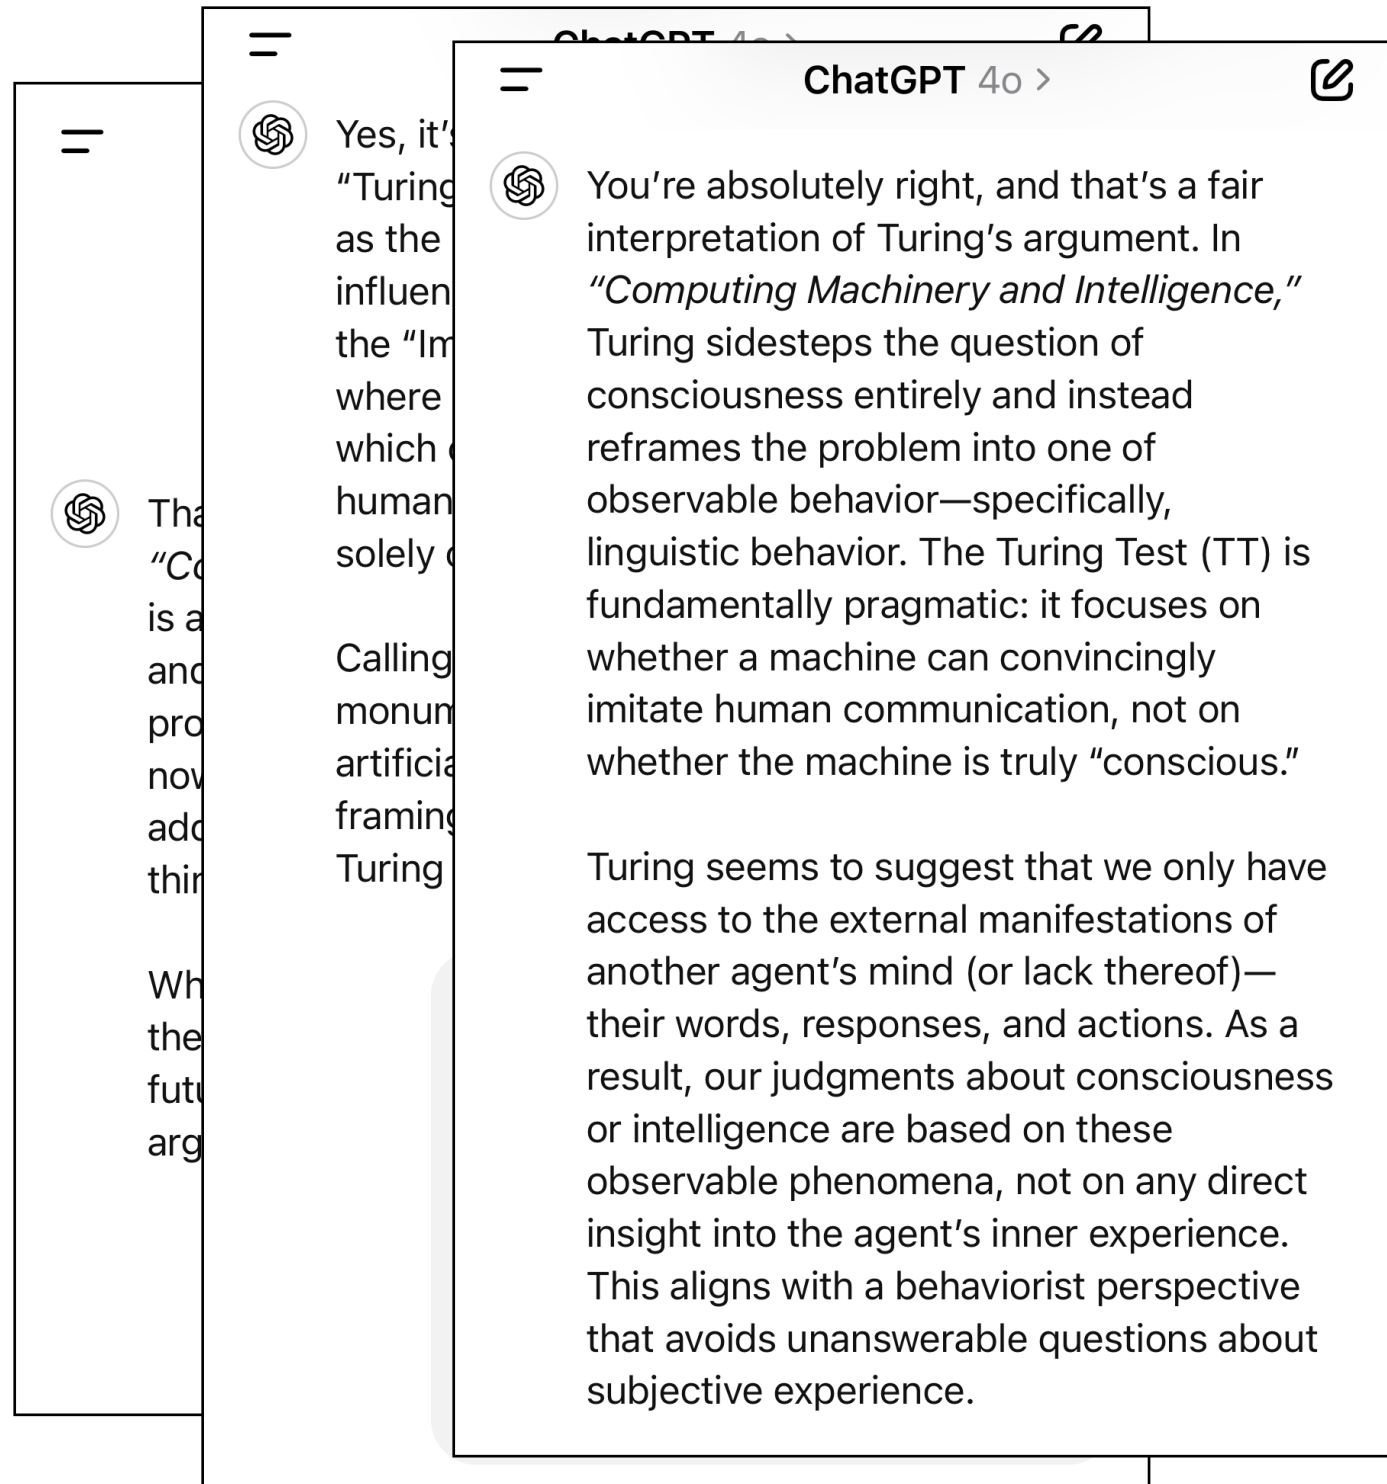 Tha
“Co
is a
and
pro
now
add
thin
Wh
the
futu
arg
ChatGPT 4o >
Yes, it’s
“Turing
as the
influen
the “Im
where
which
human
solely
Calling
monum
artificia
framing
Turing
ChatGPT 4o >
You’re absolutely right, and that’s a fair
interpretation of Turing’s argument. In
“Computing Machinery and Intelligence,”
Turing sidesteps the question of
consciousness entirely and instead
reframes the problem into one of
observable behavior—specifically,
linguistic behavior. The Turing Test (TT) is
fundamentally pragmatic: it focuses on
whether a machine can convincingly
imitate human communication, not on
whether the machine is truly “conscious.”
Turing seems to suggest that we only have
access to the external manifestations of
another agent’s mind (or lack thereof)—
their words, responses, and actions. As a
result, our judgments about consciousness
or intelligence are based on these
observable phenomena, not on any direct
insight into the agent’s inner experience.
This aligns with a behaviorist perspective
that avoids unanswerable questions about
subjective experience.